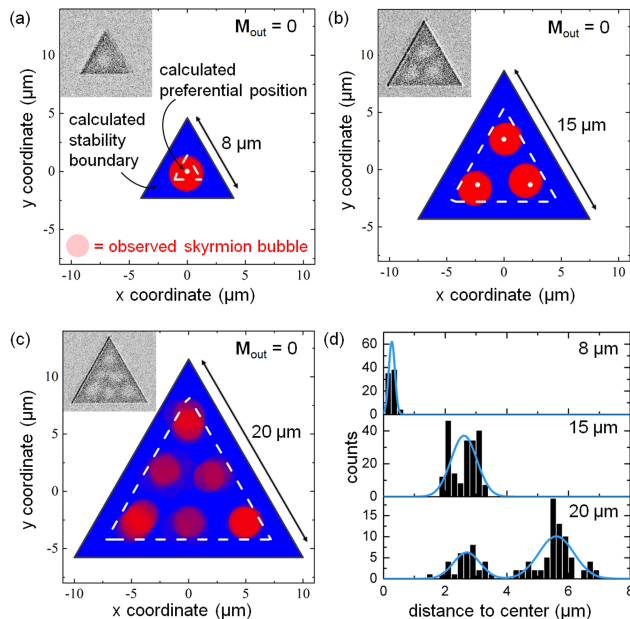 (a)
M_out = 0
calculated
preferential position
calculated
stability
boundary
8 μm
= observed skyrmion bubble
10
5
0
-5
y coordinate (μm)
-10 -5 0 5 10
x coordinate (μm)
(b)
M_out = 0
15 μm
10
5
0
-5
y coordinate (μm)
-10 -5 0 5 10
x coordinate (μm)
(c)
M_out = 0
20 μm
10
5
0
-5
y coordinate (μm)
-10 -5 0 5 10
x coordinate (μm)
(d)
8 μm
60
40
20
0
15 μm
40
20
0
20 μm
15
10
5
0
counts
0 2 4 6 8
distance to center (μm)